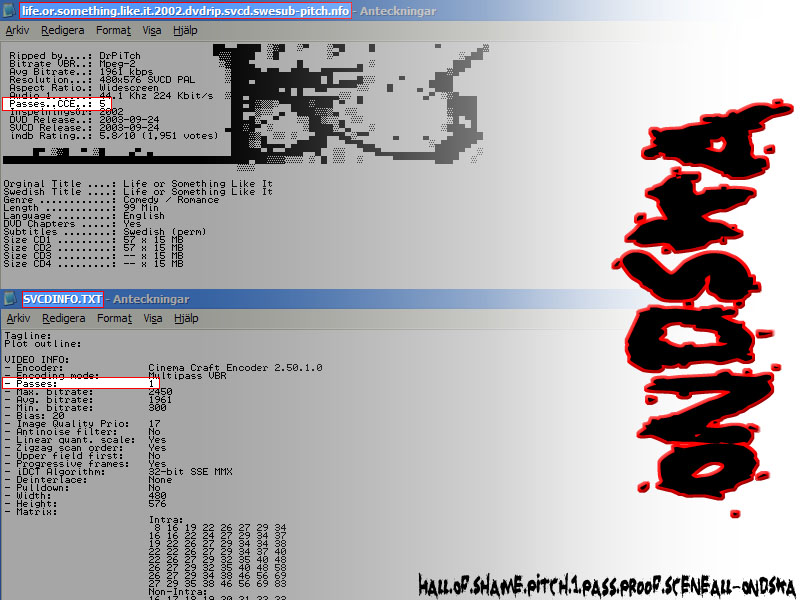 life.or.something.like.it.2002.dvdrip.svcd.swesub-pitch.nfo - Anteckningar
Arkiv Redigera Format Visa Hjälp
Ripped by....: DrPiTch
Bitrate VBR..: Mpeg-2
Avg Bitrate..: 1961 kbps
Resolution...: 480x576 SVCD PAL
Aspect Ratio.: Widescreen
Audio 1......: 44.1 Khz 224 Kbit/s
Passes..CCE..: 5
Inspelningsår: 2002
DVD Release..: 2003-09-24
SVCD Release.: 2003-09-24
imdb Rating..: 5.8/10 (1,951 votes)
Orginal Title ....: Life or Something Like It
Swedish Title ....: Life or Something Like It
Genre ............: Comedy / Romance
Length ...........: 99 Min
Language .........: English
DVD Chapters .....: Yes
Subtitles ........: Swedish (perm)
Size CD1 .........: 57 x 15 MB
Size CD2 .........: 57 x 15 MB
Size CD3 .........: -- x 15 MB
Size CD4 .........: -- x 15 MB
SVCDINFO.TXT - Anteckningar
Arkiv Redigera Format Visa Hjälp
Tagline:
Plot outline:
VIDEO INFO:
- Encoder: Cinema Craft Encoder 2.50.1.0
- Encoding mode: Multipass VBR
- Passes: 1
- Max. bitrate: 2450
- Avg. bitrate: 1961
- Min. bitrate: 300
- Bias: 20
- Image Quality Prio: 17
- Antinoise filter: No
- Linear quant. scale: Yes
- Zigzag scan order: Yes
- Upper field first: No
- Progressive frames: Yes
- iDCT Algorithm: 32-bit SSE MMX
- Deinterlace: None
- Pulldown: No
- Width: 480
- Height: 576
- Matrix:
Intra:
8 16 19 22 26 27 29 34
16 16 22 24 27 29 34 37
19 22 26 27 29 34 34 38
22 22 26 27 29 34 37 40
22 26 27 29 32 35 40 48
26 27 29 32 35 40 48 58
26 27 29 34 38 46 56 69
27 29 35 38 46 56 69 83
Non-Intra:
16 17 18 19 20 21 22 23
ONDSKA
HALL.OF.SHAME.PITCH.1.PASS.PROOF.SCENEALL-ONDSKA